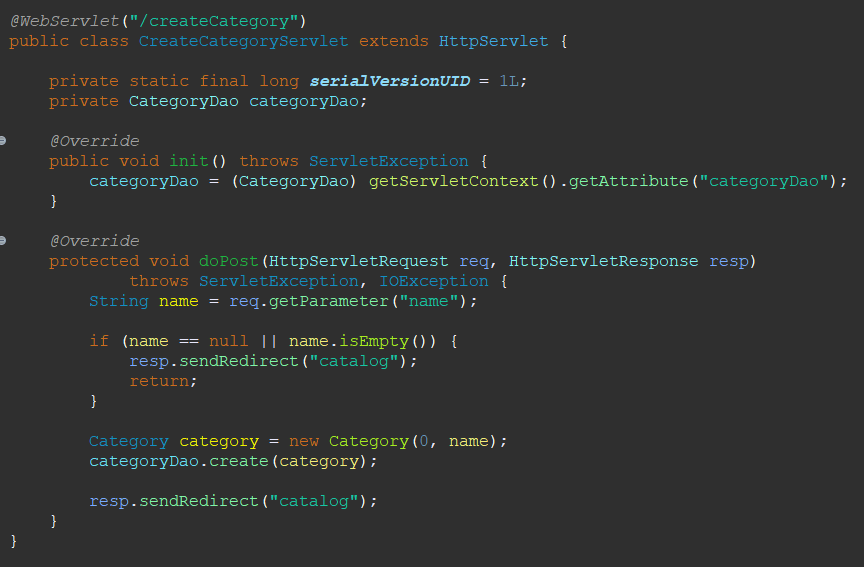 @WebServlet("/createCategory")
public class CreateCategoryServlet extends HttpServlet {
private static final long serialVersionUID = 1L;
private CategoryDao categoryDao;
@Override
public void init() throws ServletException {
categoryDao = (CategoryDao) getServletContext().getAttribute("categoryDao");
}
@Override
protected void doPost(HttpServletRequest req, HttpServletResponse resp)
throws ServletException, IOException {
String name = req.getParameter("name");
if (name == null || name.isEmpty()) {
resp.sendRedirect("catalog");
return;
}
Category category = new Category(0, name);
categoryDao.create(category);
resp.sendRedirect("catalog");
}
}